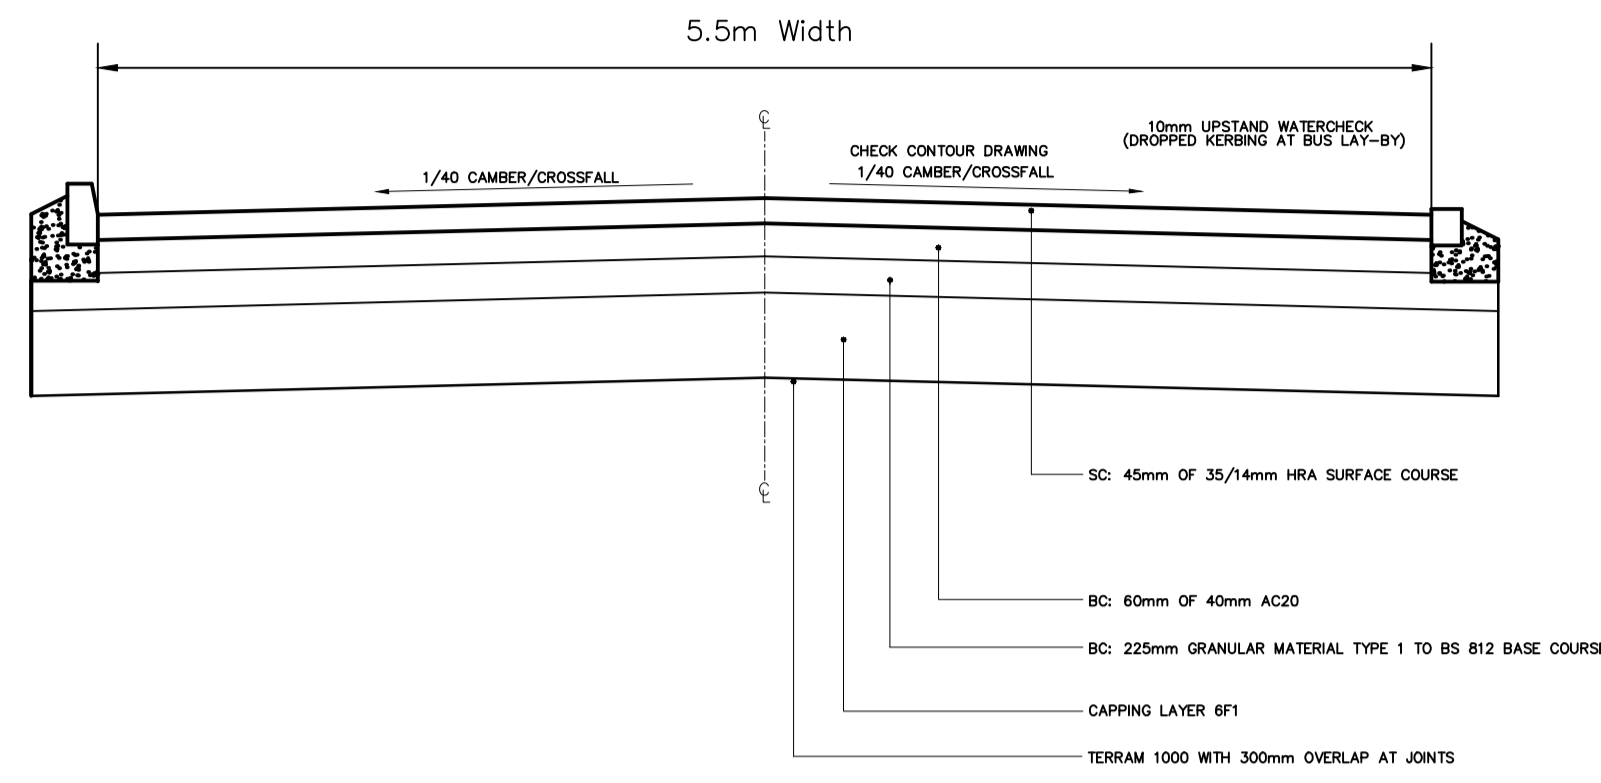 5.5m Width
℄
10mm UPSTAND WATERCHECK
(DROPPED KERBING AT BUS LAY-BY)
CHECK CONTOUR DRAWING
1/40 CAMBER/CROSSFALL
1/40 CAMBER/CROSSFALL
SC: 45mm OF 35/14mm HRA SURFACE COURSE
℄
BC: 60mm OF 40mm AC20
BC: 225mm GRANULAR MATERIAL TYPE 1 TO BS 812 BASE COURS
CAPPING LAYER 6F1
TERRAM 1000 WITH 300mm OVERLAP AT JOINTS